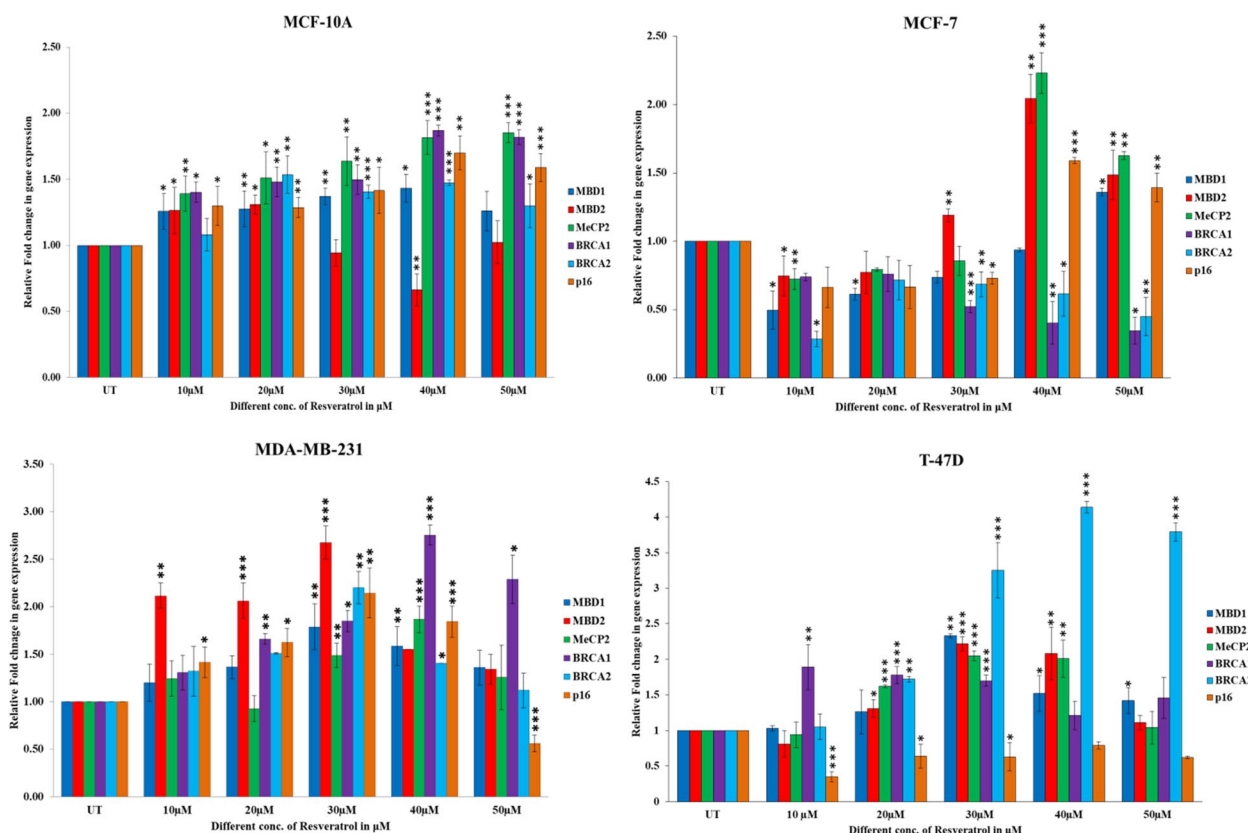 MCF-10A
Relative Fold change in gene expression
2.50
2.00
1.50
1.00
0.50
0.00
* * ** * *
** * * ** ** **
** ** ** *** *
* ** *** *** *** **
*** *** * ***
UT 10µM 20µM 30µM 40µM 50µM
Different conc. of Resveratrol in µM
MBD1
MBD2
MeCP2
BRCA1
BRCA2
p16
MCF-7
Relative Fold chnage in gene expression
2.50
2.00
1.50
1.00
0.50
0.00
* * ** *
*
** *** ** *
** *** ** * ***
* ** ** * ** **
UT 10µM 20µM 30µM 40µM 50µM
Different conc. of Resveratrol in µM
MBD1
MBD2
MeCP2
BRCA1
BRCA2
p16
MDA-MB-231
Relative Fold change in gene expression
3.50
3.00
2.50
2.00
1.50
1.00
0.50
0.00
** *
*** ** *
** *** ** * ** **
** *** *** * ***
* ***
UT 10µM 20µM 30µM 40µM 50µM
Different conc. of Resveratrol in µM
MBD1
MBD2
MeCP2
BRCA1
BRCA2
p16
T-47D
Relative Fold change in gene expression
4.5
4
3.5
3
2.5
2
1.5
1
0.5
0
** ***
* *** *** ** *
** *** *** *** *** *
* ** ** ***
* ***
UT 10 µM 20µM 30µM 40µM 50µM
Different conc. of Resveratrol in µM
MBD1
MBD2
MeCP2
BRCA1
BRCA2
p16